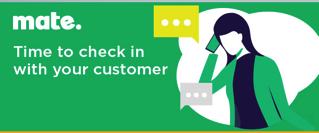 mate.
Time to check in
with your customer